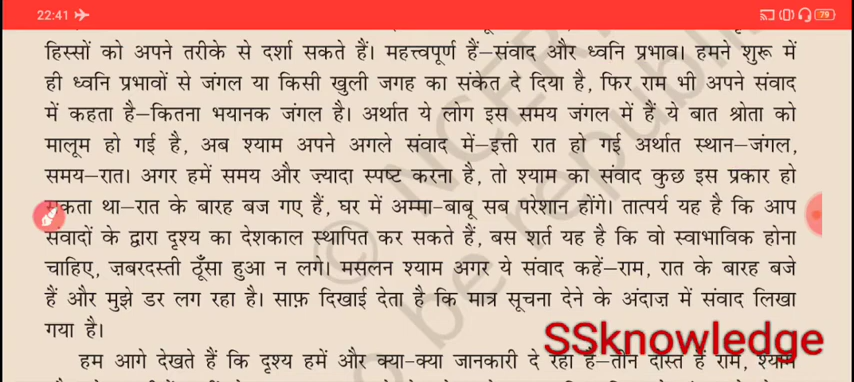 22:41
79
हिस्सों को अपने तरीके से दर्शा सकते हैं। महत्त्वपूर्ण हैं–संवाद और ध्वनि प्रभाव। हमने शुरू में
ही ध्वनि प्रभावों से जंगल या किसी खुली जगह का संकेत दे दिया है, फिर राम भी अपने संवाद
में कहता है–कितना भयानक जंगल है। अर्थात ये लोग इस समय जंगल में हैं ये बात श्रोता को
मालूम हो गई है, अब श्याम अपने अगले संवाद में–इत्ती रात हो गई अर्थात स्थान–जंगल,
समय–रात। अगर हमें समय और ज़्यादा स्पष्ट करना है, तो श्याम का संवाद कुछ इस प्रकार हो
सकता था–रात के बारह बज गए हैं, घर में अम्मा-बाबू सब परेशान होंगे। तात्पर्य यह है कि आप
संवादों के द्वारा दृश्य का देशकाल स्थापित कर सकते हैं, बस शर्त यह है कि वो स्वाभाविक होना
चाहिए, ज़बरदस्ती ठूँसा हुआ न लगे। मसलन श्याम अगर ये संवाद कहें–राम, रात के बारह बजे
हैं और मुझे डर लग रहा है। साफ़ दिखाई देता है कि मात्र सूचना देने के अंदाज़ में संवाद लिखा
गया है।
SSknowledge
हम आगे देखते हैं कि दृश्य हमें और क्या-क्या जानकारी दे रहा है–तीन दोस्त हैं राम, श्याम
© NCERT
be republi